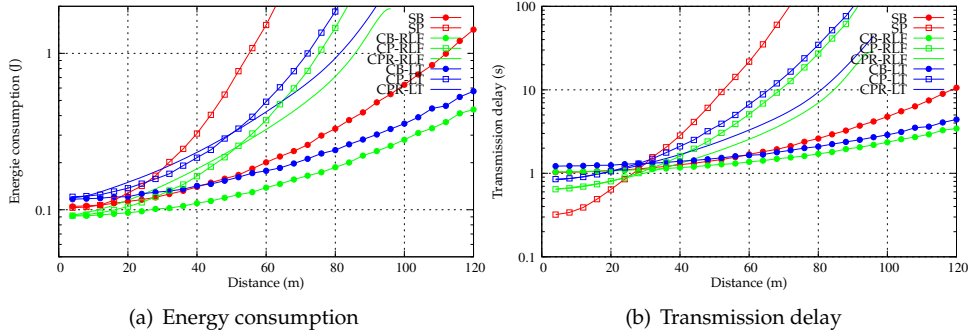 1
0.1
Energie consumption (J)
0 20 40 60 80 100 120
Distance (m)
SB
SP
CB-RLF
CP-RLF
CPR-RLF
CB-LT
CP-LT
CPR-LT
(a) Energy consumption
100
10
1
0.1
Transmission delay (s)
0 20 40 60 80 100 120
Distance (m)
SB
SP
CB-RLF
CP-RLF
CPR-RLF
CB-LT
CP-LT
CPR-LT
(b) Transmission delay